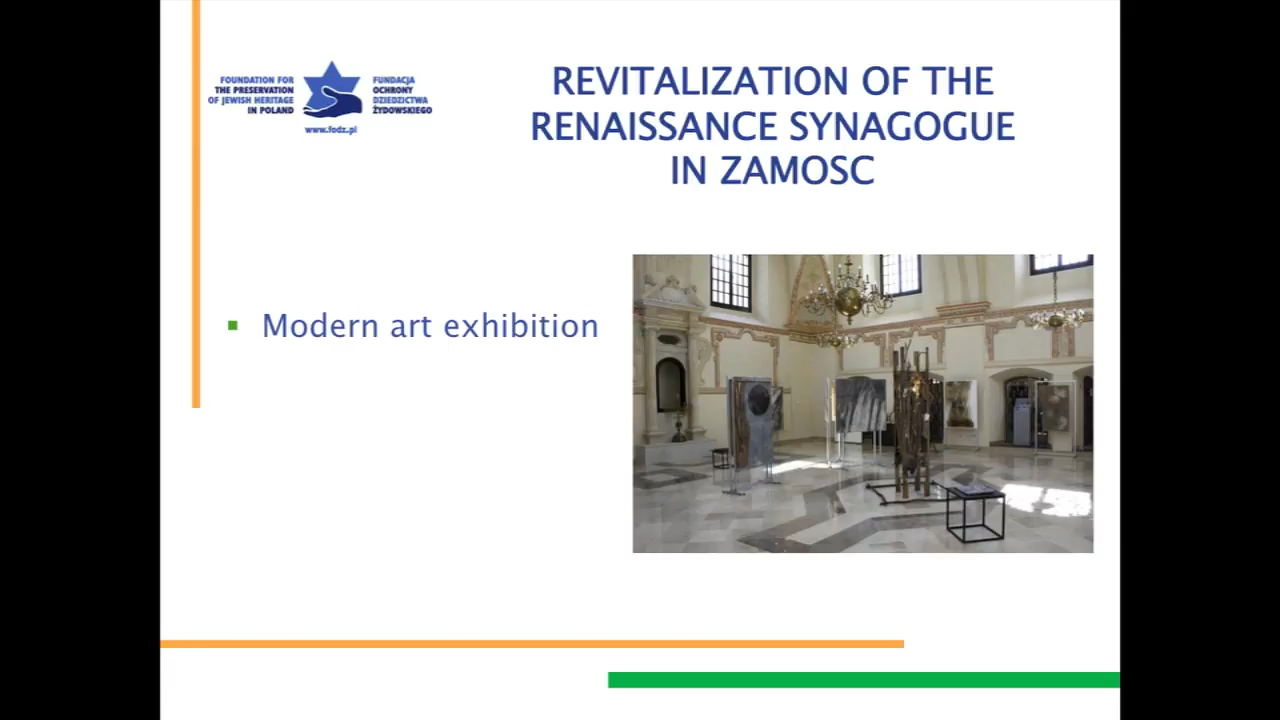 FOUNDATION FOR
THE PRESERVATION
OF JEWISH HERITAGE
IN POLAND
FUNDACJA
OCHRONY
DZIEDZICTWA
ŻYDOWSKIEGO
www.fodz.pl
REVITALIZATION OF THE
RENAISSANCE SYNAGOGUE
IN ZAMOSC
Modern art exhibition